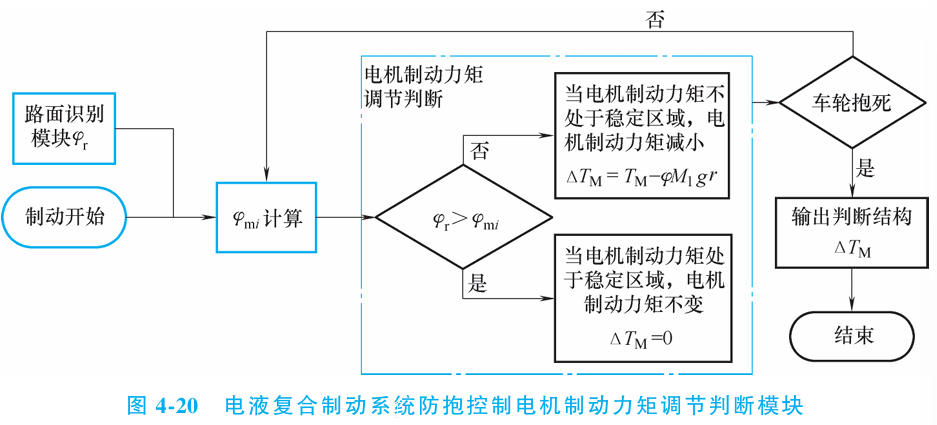 否
电机制动力矩
调节判断
路面识别
模块φr
制动开始
φmi计算
φr>φmi
否
是
当电机制动力矩不
处于稳定区域，电
机制动力矩减小
ΔTM=TM-φM1gr
当电机制动力矩处
于稳定区域，电机
制动力矩不变
ΔTM=0
车轮抱死
是
输出判断结构
ΔTM
结束
图 4-20 电液复合制动系统防抱控制电机制动力矩调节判断模块